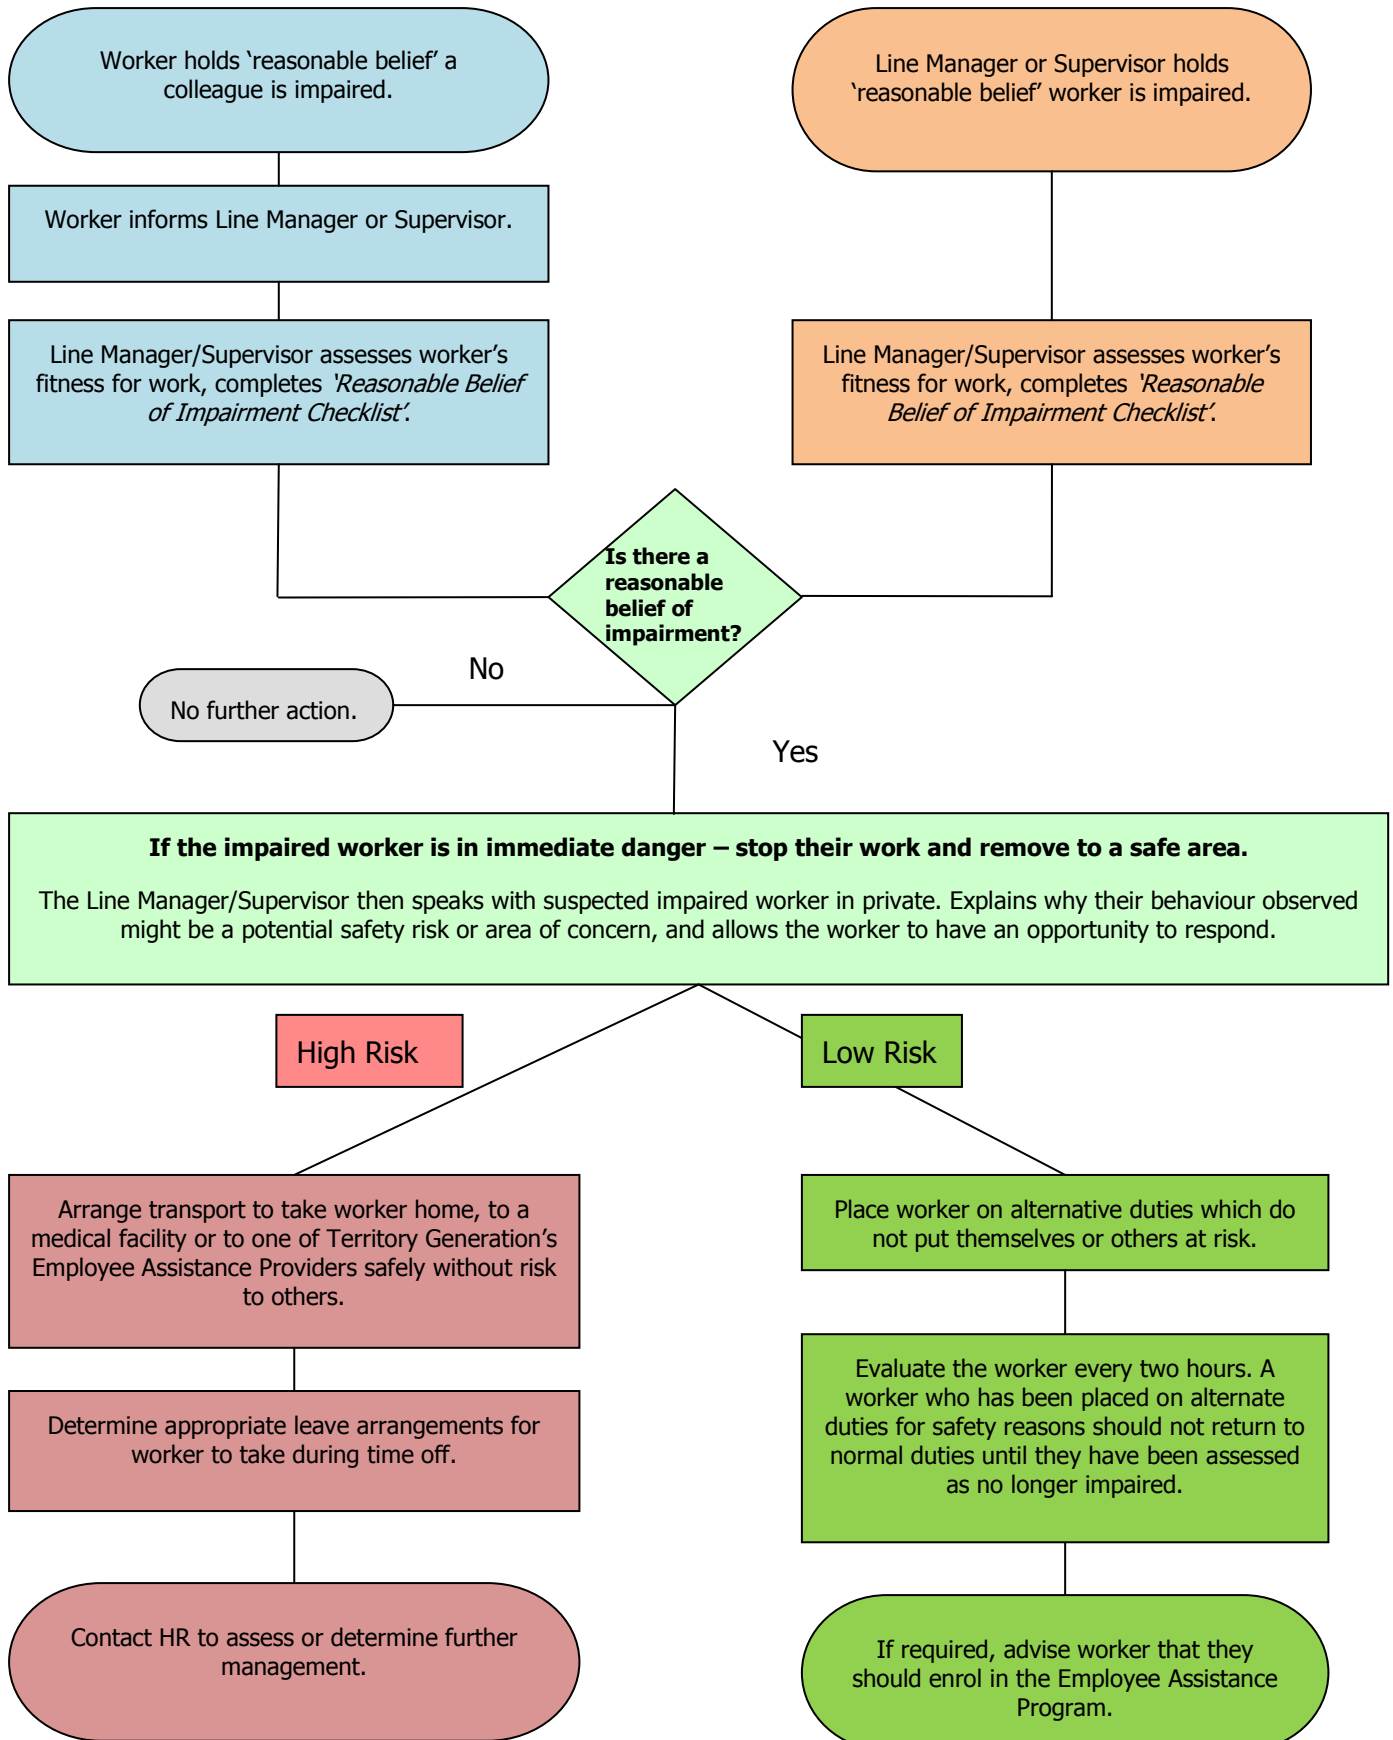 Worker holds ‘reasonable belief’ a
colleague is impaired.
Line Manager or Supervisor holds
‘reasonable belief’ worker is impaired.
Worker informs Line Manager or Supervisor.
Line Manager/Supervisor assesses worker’s
fitness for work, completes ‘Reasonable Belief
of Impairment Checklist’.
Line Manager/Supervisor assesses worker’s
fitness for work, completes ‘Reasonable
Belief of Impairment Checklist’.
Is there a
reasonable
belief of
impairment?
No
No further action.
Yes
If the impaired worker is in immediate danger – stop their work and remove to a safe area.
The Line Manager/Supervisor then speaks with suspected impaired worker in private. Explains why their behaviour observed
might be a potential safety risk or area of concern, and allows the worker to have an opportunity to respond.
High Risk
Low Risk
Arrange transport to take worker home, to a
medical facility or to one of Territory Generation’s
Employee Assistance Providers safely without risk
to others.
Place worker on alternative duties which do
not put themselves or others at risk.
Determine appropriate leave arrangements for
worker to take during time off.
Evaluate the worker every two hours. A
worker who has been placed on alternate
duties for safety reasons should not return to
normal duties until they have been assessed
as no longer impaired.
Contact HR to assess or determine further
management.
If required, advise worker that they
should enrol in the Employee Assistance
Program.